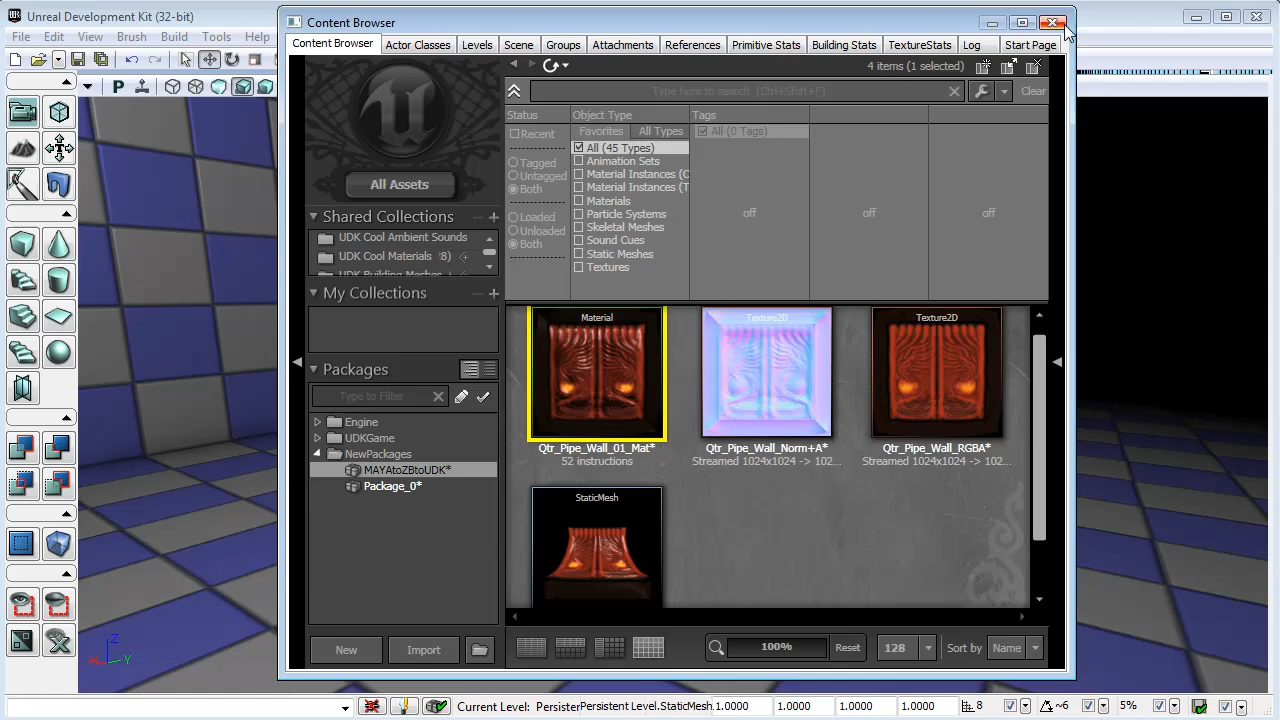 Unreal Development Kit (32-bit)
Content Browser
File Edit View Brush Build Tools Help
Content Browser Actor Classes Levels Scene Groups Attachments References Primitive Stats Building Stats TextureStats Log Start Page
4 items (1 selected)
Type here to search (Ctrl+Shift+F)
Clear
Status
Object Type
Tags
Recent
Favorites All Types
All (0 Tags)
All (45 Types)
Tagged
Untagged
Both
Loaded
Unloaded
Both
Animation Sets
Material Instances (C
Material Instances (T
Materials
Particle Systems
Skeletal Meshes
Sound Cues
Static Meshes
Textures
off
off
off
All Assets
Shared Collections
UDK Cool Ambient Sounds
UDK Cool Materials 8)
UDK Building Meshes
My Collections
Packages
Type to Filter
Engine
UDKGame
NewPackages
MAYAtoZBtoUDK*
Package_0*
Material
Texture2D
Texture2D
Qtr_Pipe_Wall_01_Mat*
52 instructions
Qtr_Pipe_Wall_Norm+A*
Streamed 1024x1024 -> 102...
Qtr_Pipe_Wall_RGBA*
Streamed 1024x1024 -> 102...
StaticMesh
New
Import
100%
Reset
128
Sort by
Name
Z
Y
Current Level: Persister
Persistent Level.StaticMesh.
1.0000
1.0000
1.0000
1.0000
8
5%